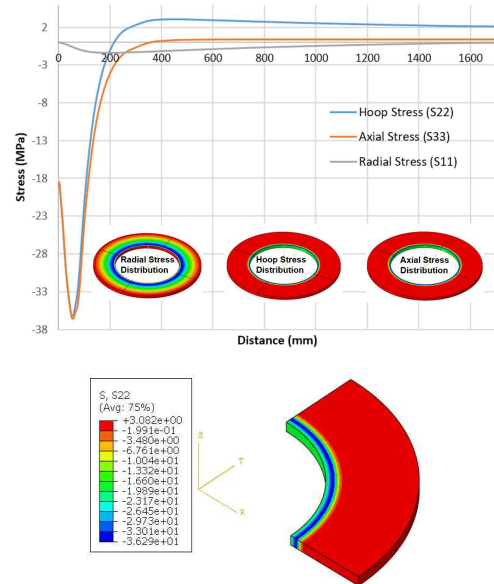 2
0
200
400
600
800
1000
1200
1400
1600
-3
-8
-13
-18
-23
-28
-33
-38
Stress (MPa)
Hoop Stress (S22)
Axial Stress (S33)
Radial Stress (S11)
Radial Stress
Distribution
Hoop Stress
Distribution
Axial Stress
Distribution
Distance (mm)
S, S22
(Avg: 75%)
+3.082e+00
-1.991e-01
-3.480e+00
-6.761e+00
-1.004e+01
-1.332e+01
-1.660e+01
-1.989e+01
-2.317e+01
-2.645e+01
-2.973e+01
-3.301e+01
-3.629e+01
Z
T
R